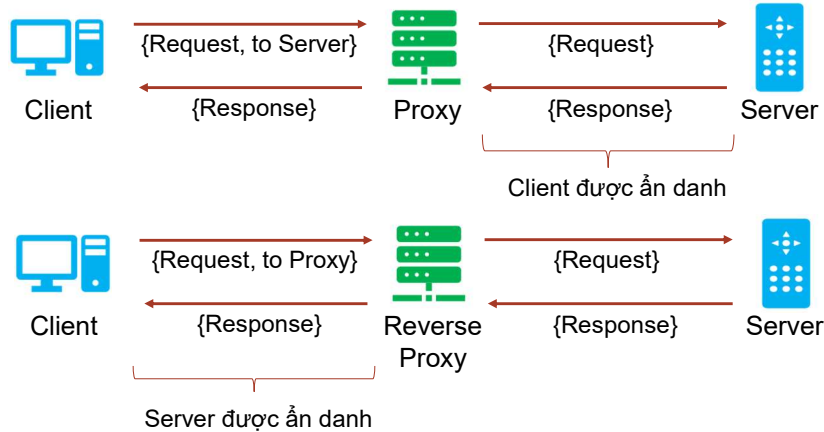 {Request, to Server}
{Request}
{Response}
{Response}
Client
Proxy
Server
Client được ẩn danh
{Request, to Proxy}
{Request}
{Response}
{Response}
Client
Reverse
Proxy
Server
Server được ẩn danh